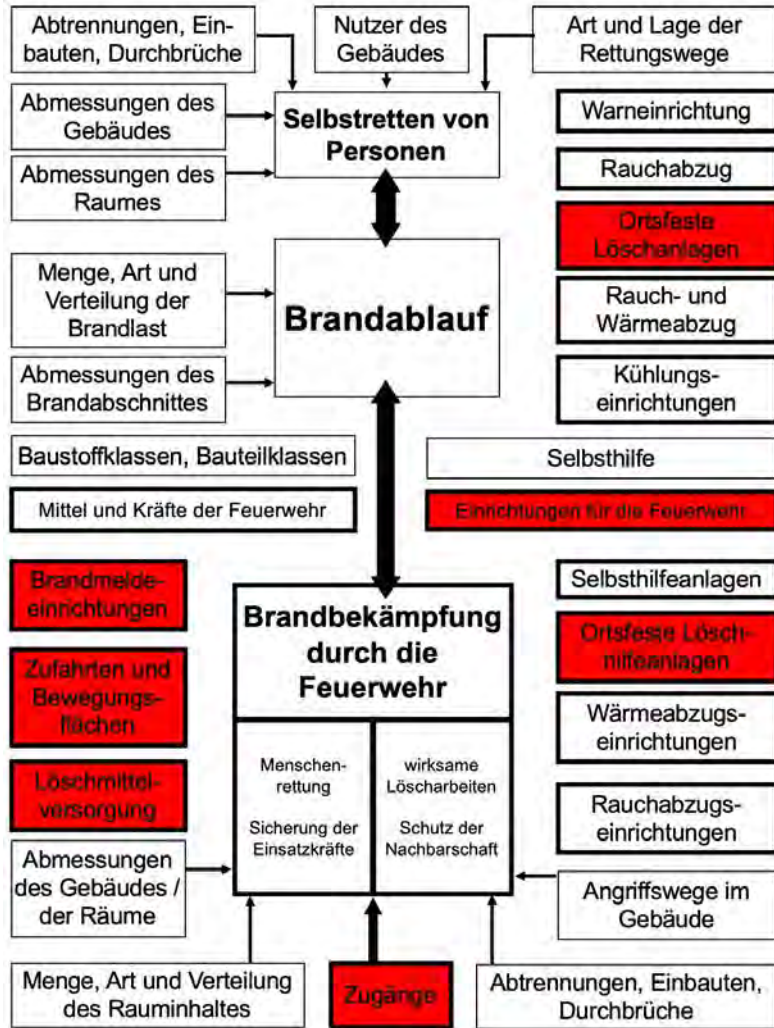 Abtrennungen, Ein-
bauten, Durchbrüche
Nutzer des
Gebäudes
Art und Lage der
Rettungswege
Abmessungen des
Gebäudes
Selbstretten von
Personen
Warneinrichtung
Abmessungen des
Raumes
Rauchabzug
Ortsfeste
Löschanlagen
Menge, Art und
Verteilung der
Brandlast
Brandablauf
Rauch- und
Wärmeabzug
Abmessungen des
Brandabschnittes
Kühlungs-
einrichtungen
Baustoffklassen, Bauteilklassen
Selbsthilfe
Mittel und Kräfte der Feuerwehr
Einrichtungen für die Feuerwehr
Brandmelde-
einrichtungen
Brandbekämpfung
durch die
Feuerwehr
Selbsthilfeanlagen
Ortsfeste Lösch-
hilfeanlagen
Zufahrten und
Bewegungs-
flächen
Wärmeabzugs-
einrichtungen
Löschmittel-
versorgung
Menschen-
rettung
Sicherung der
Einsatzkräfte
wirksame
Löscharbeiten
Schutz der
Nachbarschaft
Rauchabzugs-
einrichtungen
Abmessungen
des Gebäudes /
der Räume
Angriffswege im
Gebäude
Menge, Art und Verteilung
des Rauminhaltes
Zugänge
Abtrennungen, Einbauten,
Durchbrüche